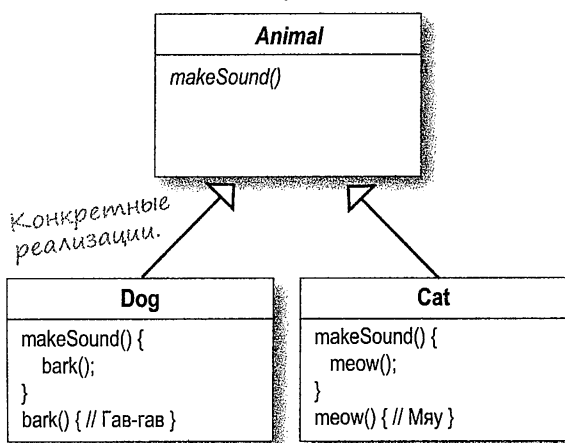 Animal
makeSound()
Конкретные
реализации.
Dog
makeSound() {
bark();
}
bark() { // Гав-гав }
Cat
makeSound() {
meow();
}
meow() { // Мяу }